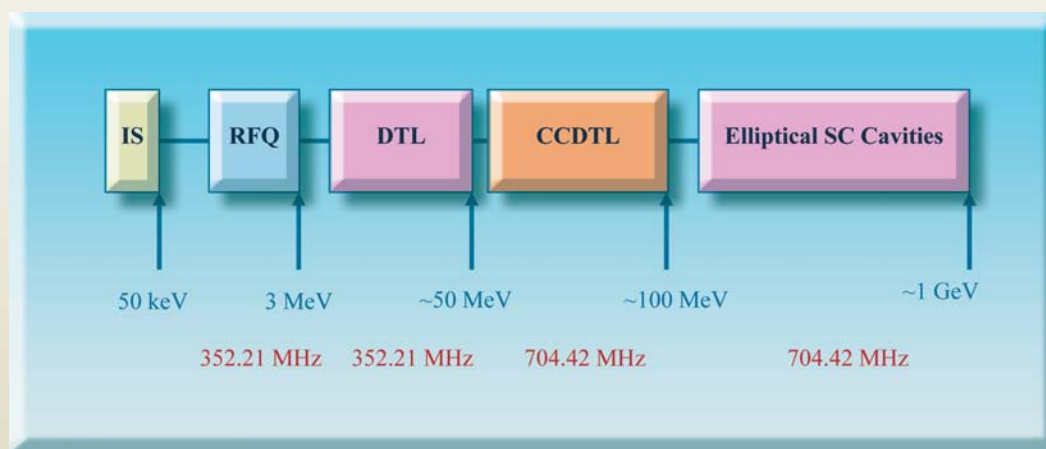 IS RFQ DTL CCDTL Elliptical SC Cavities
50 keV 3 MeV ~50 MeV ~100 MeV ~1 GeV
352.21 MHz 352.21 MHz 704.42 MHz 704.42 MHz